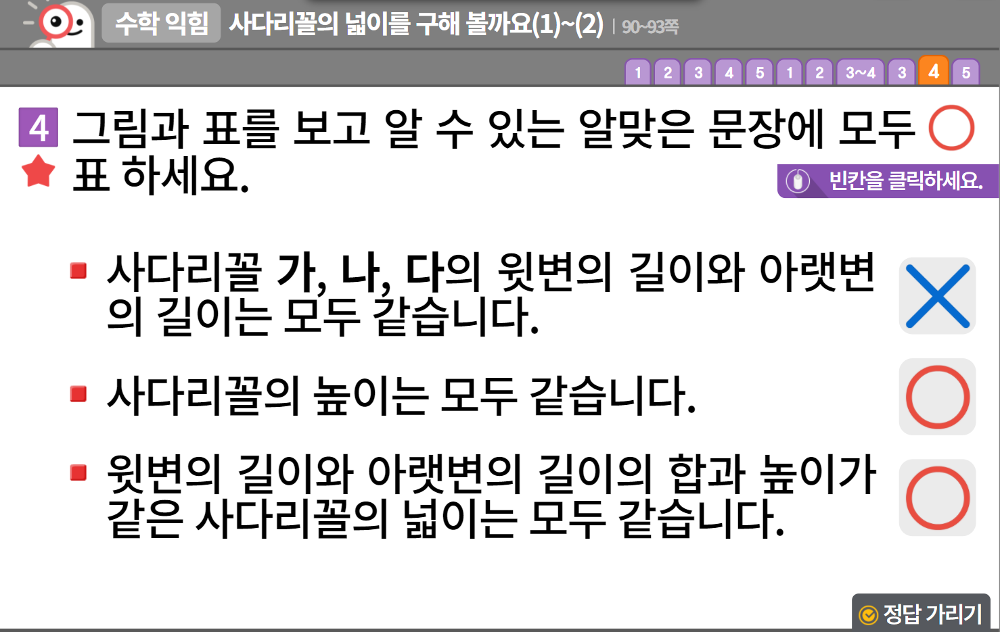 수학 익힘 사다리꼴의 넓이를 구해 볼까요(1)~(2) | 90~93쪽
1 2 3 4 5 1 2 3~4 3 4 5
4 그림과 표를 보고 알 수 있는 알맞은 문장에 모두 ○
표 하세요.
빈칸을 클릭하세요.
사다리꼴 가, 나, 다의 윗변의 길이와 아랫변
의 길이는 모두 같습니다.
사다리꼴의 높이는 모두 같습니다.
윗변의 길이와 아랫변의 길이의 합과 높이가
같은 사다리꼴의 넓이는 모두 같습니다.
정답 가리기